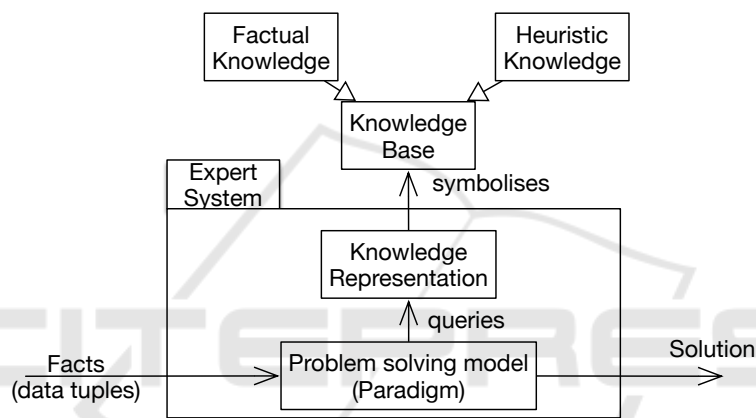 Factual
Knowledge
Heuristic
Knowledge
Knowledge
Base
Expert
System
symbolises
Knowledge
Representation
queries
Facts
(data tuples)
Problem solving model
(Paradigm)
Solution
CITEPRES